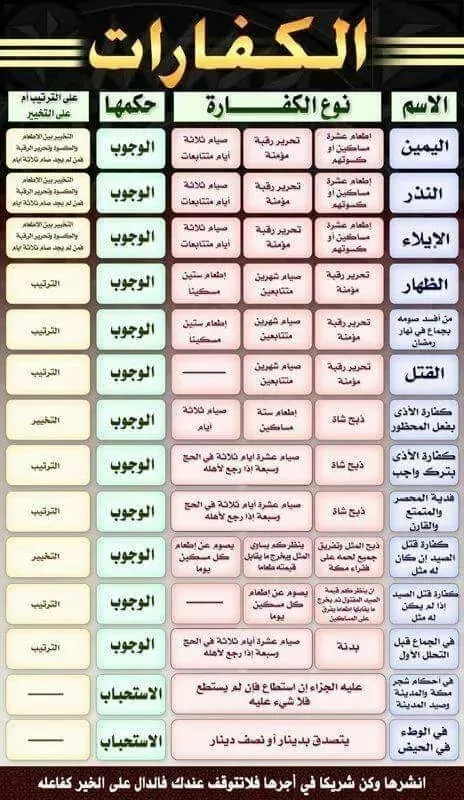 الكفارات
الاسم
نوع الكفارة
حكمها
على الترتيب أم
على التخيير
اليمين
إطعام عشرة
مساكين أو
كسوتهم
تحرير رقبة
مؤمنة
صيام ثلاثة
أيام متتابعات
الوجوب
التخيير بين الاطعام
والكسوة وتحرير الرقبة
فمن لم يجد صام ثلاثة أيام
النذر
إطعام عشرة
مساكين أو
كسوتهم
تحرير رقبة
مؤمنة
صيام ثلاثة
أيام متتابعات
الوجوب
التخيير بين الاطعام
والكسوة وتحرير الرقبة
فمن لم يجد صام ثلاثة أيام
الإيلاء
إطعام عشرة
مساكين أو
كسوتهم
تحرير رقبة
مؤمنة
صيام ثلاثة
أيام متتابعات
الوجوب
التخيير بين الاطعام
والكسوة وتحرير الرقبة
فمن لم يجد صام ثلاثة أيام
الظهار
تحرير رقبة
مؤمنة
صيام شهرين
متتابعين
إطعام ستين
مسكينا
الوجوب
الترتيب
من أفسد صومه
بجماع في نهار
رمضان
تحرير رقبة
مؤمنة
صيام شهرين
متتابعين
إطعام ستين
مسكينا
الوجوب
الترتيب
القتل
تحرير رقبة
مؤمنة
صيام شهرين
متتابعين
الوجوب
الترتيب
كفارة الأذى
بفعل المحظور
ذبح شاة
إطعام ستة
مساكين
صيام ثلاثة
أيام
الوجوب
التخيير
كفارة الأذى
بترك واجب
ذبح شاة
صيام عشرة أيام ثلاثة في الحج
وسبعة إذا رجع لأهله
الوجوب
الترتيب
فدية المحصر
والمتمتع
والقارن
ذبح شاة
صيام عشرة أيام ثلاثة في الحج
وسبعة إذا رجع لأهله
الوجوب
الترتيب
كفارة قتل
الصيد إن كان
له مثل
ذبح المثل وتفريق
جميع لحمه على
فقراء مكة
ينظر كم يساوي
المثل ويخرج ما يقابل
قيمته طعاما
يصوم عن إطعام
كل مسكين
يوما
الوجوب
التخيير
كفارة قتل الصيد
إذا لم يكن
له مثل
أن ينظر كم قيمة
الصيد المقتول ثم يخرج
ما يقابلها إطعاما يفرق
على المساكين
يصوم عن إطعام
كل مسكين
يوما
الوجوب
الترتيب
في الجماع قبل
التحلل الأول
بدنة
صيام عشرة أيام ثلاثة في الحج
وسبعة إذا رجع لأهله
الوجوب
الترتيب
في أحكام شجر
مكة والمدينة
وصيد المدينة
عليه الجزاء إن استطاع فإن لم يستطع
فلا شيء عليه
الاستحباب
في الوطء
في الحيض
يتصدق بدينار أو نصف دينار
الاستحباب
انشرها وكن شريكا في أجرها فلاتتوقف عندك فالدال على الخير كفاعله